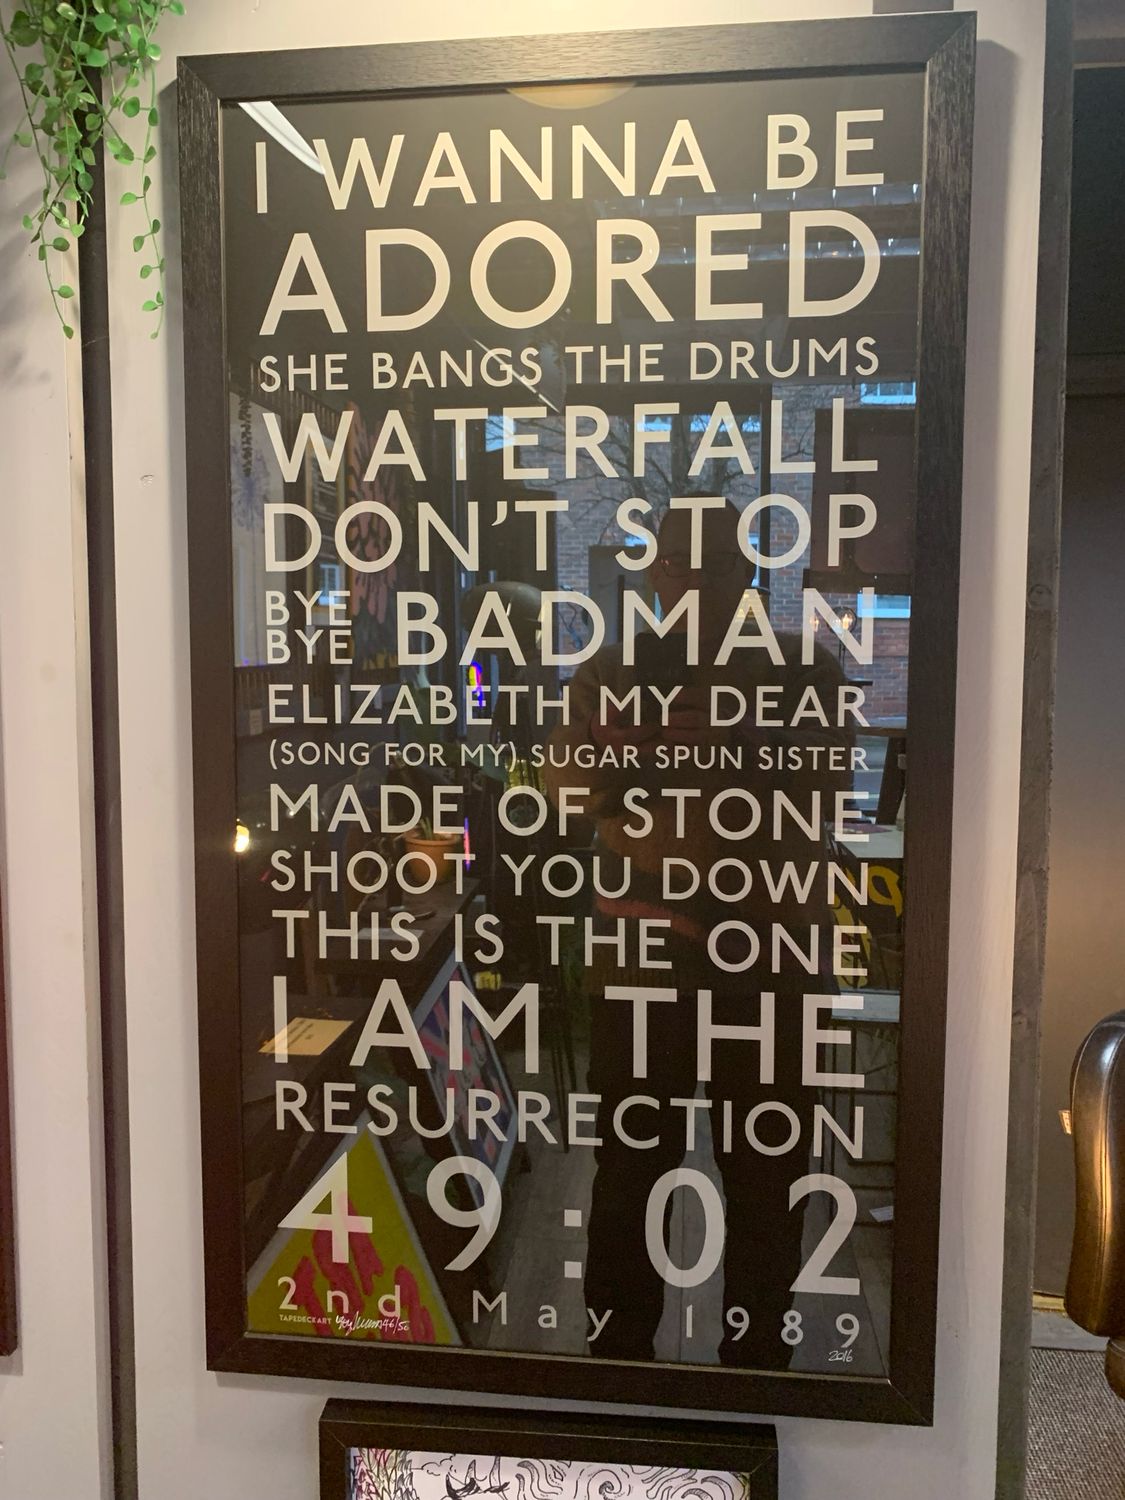 I WANNA BE
ADORED
SHE BANGS THE DRUMS
WATERFALL
DON'T STOP
BYE BYE BADMAN
ELIZABETH MY DEAR
(SONG FOR MY) SUGAR SPUN SISTER
MADE OF STONE
SHOOT YOU DOWN
THIS IS THE ONE
I AM THE
RESURRECTION
49:02
2nd May 1989
TAPEDECKART 46/50
2016